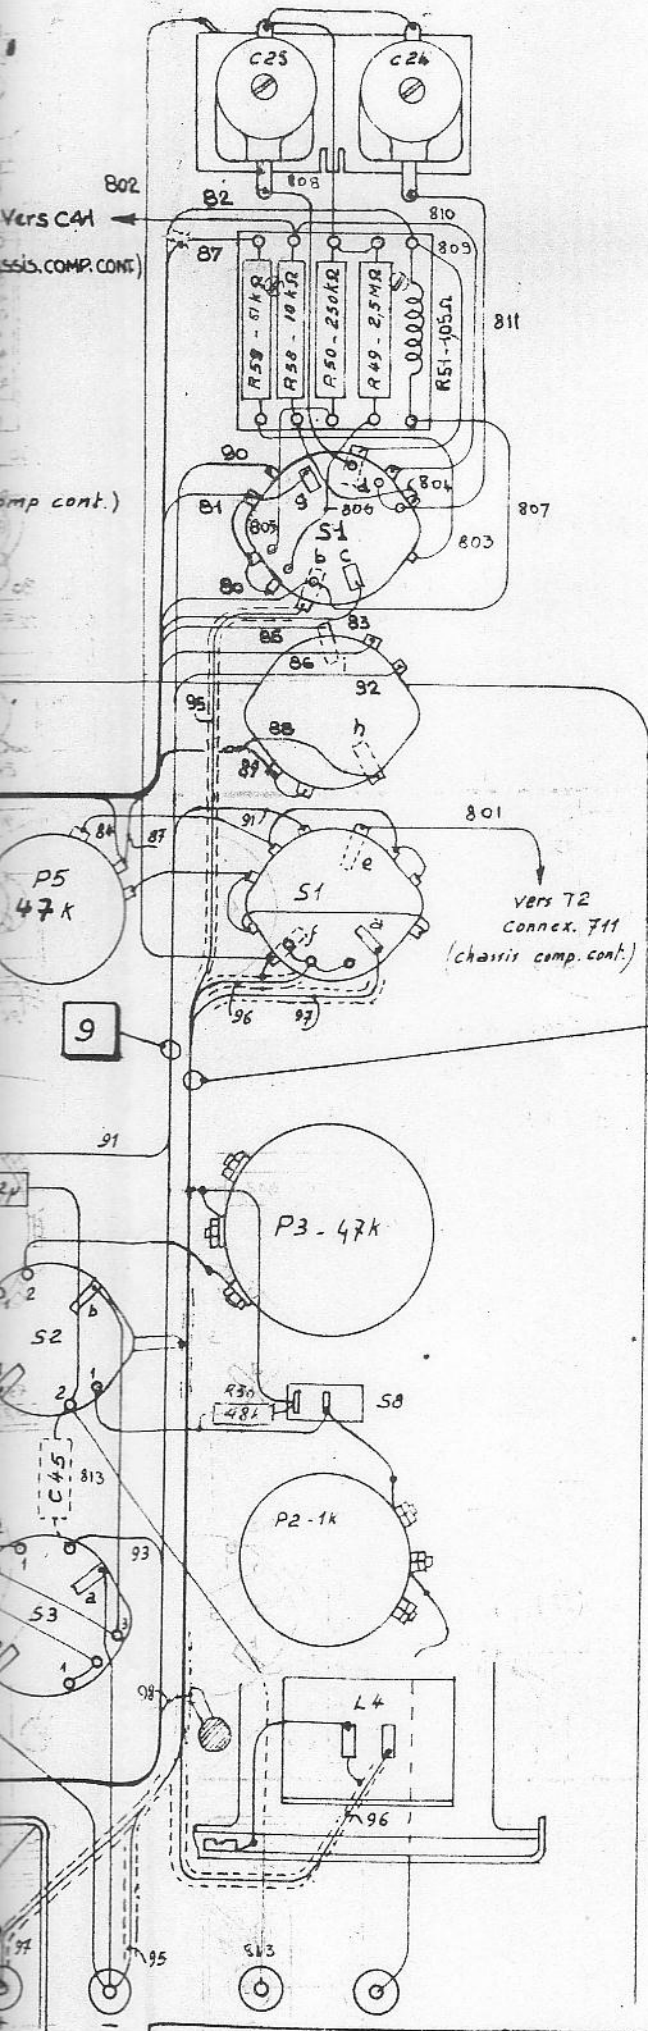 C25
C24
802
808
82
810
Vers C41
87
809
ssis. COMP. CONT)
R58 - 10kΩ
R50 - 250kΩ
R49 - 2,5MΩ
R51 - 105Ω
811
80
81
g
d
804
omp cont.)
805
806
S1
807
803
80
b
c
83
85
86
i
92
95
88
h
89
84
87
91
801
P5
47k
S1
e
f
a
vers T2
Connex. 711
(chassis comp. cont.)
96
97
9
91
2µ
P3 - 47k
2
b
S2
1
2
R30
48k
S8
C45
813
P2 - 1k
1
93
a
S3
3
1
98
L4
96
97
95
813